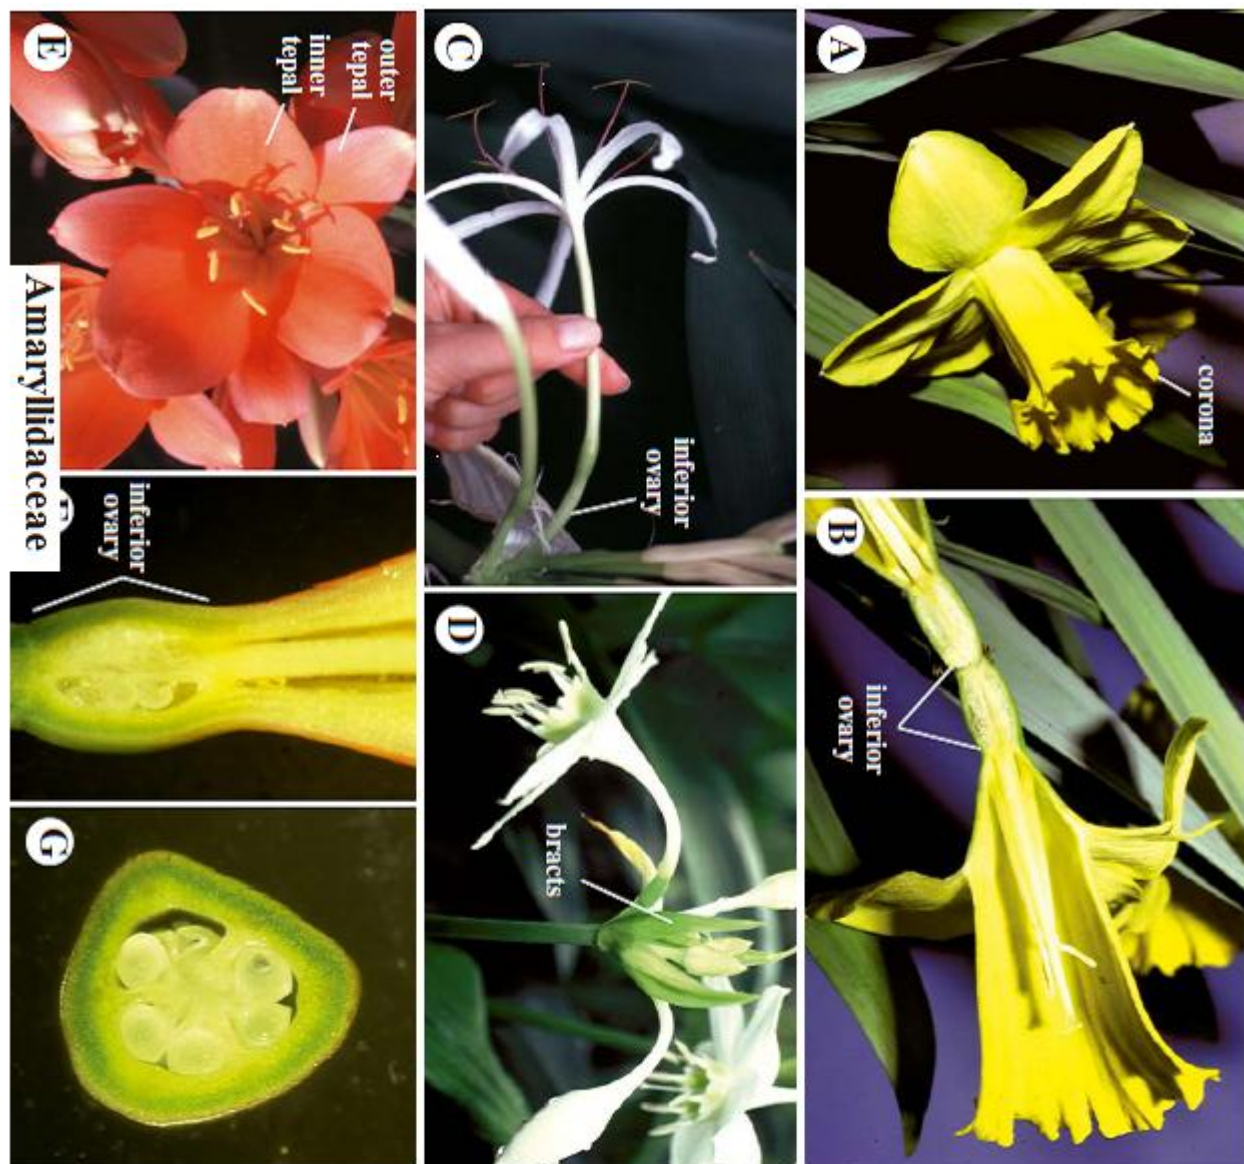 A
corona
B
inferior
ovary
C
inferior
ovary
D
bracts
E
outer
tepal
inner
tepal
F
inferior
ovary
G
Amaryllidaceae